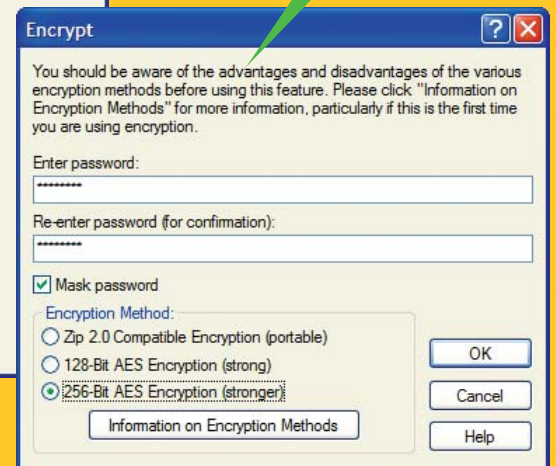 Encrypt
You should be aware of the advantages and disadvantages of the various
encryption methods before using this feature. Please click "Information on
Encryption Methods" for more information, particularly if this is the first time
you are using encryption.
Enter password:
********
Re-enter password (for confirmation):
********
Mask password
Encryption Method:
Zip 2.0 Compatible Encryption (portable)
128-Bit AES Encryption (strong)
256-Bit AES Encryption (stronger)
Information on Encryption Methods
OK
Cancel
Help